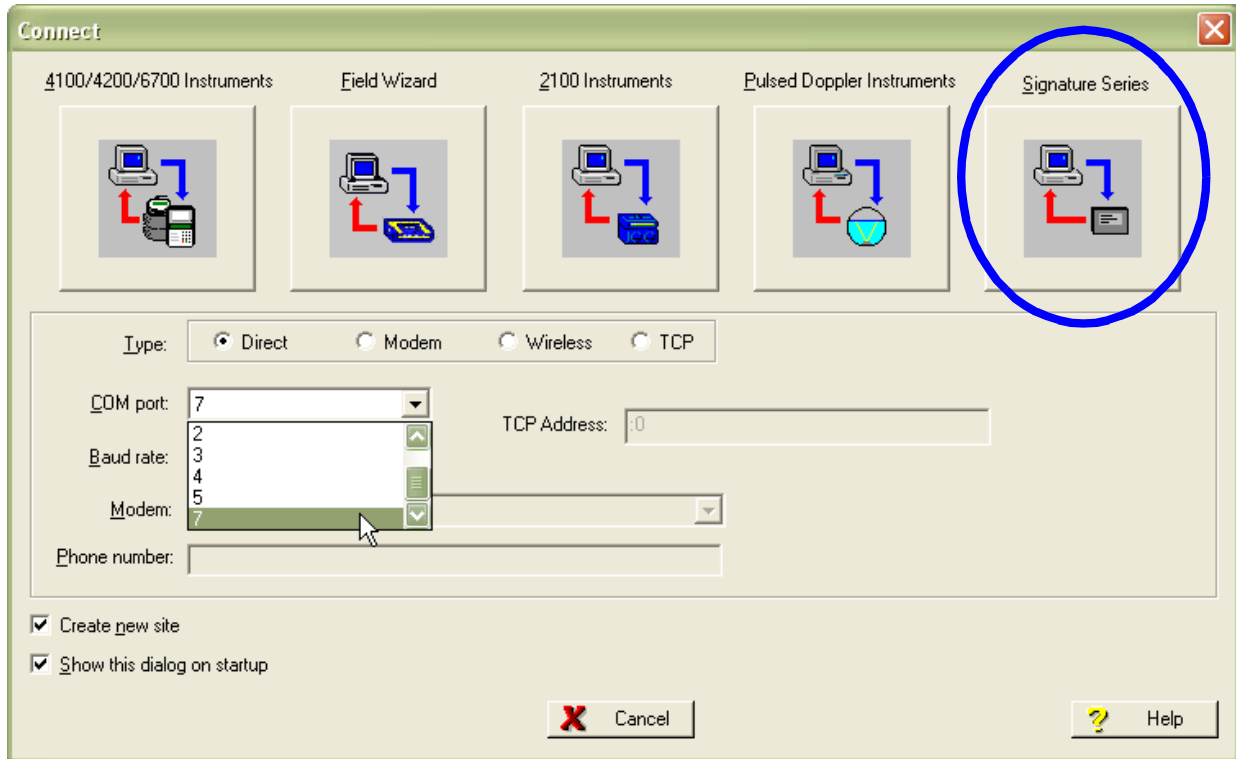 Connect
4100/4200/6700 Instruments
Field Wizard
2100 Instruments
Pulsed Doppler Instruments
Signature Series
Type:
Direct
Modem
Wireless
TCP
COM port:
7
2
3
4
5
7
TCP Address:
:0
Baud rate:
Modem:
Phone number:
Create new site
Show this dialog on startup
Cancel
Help